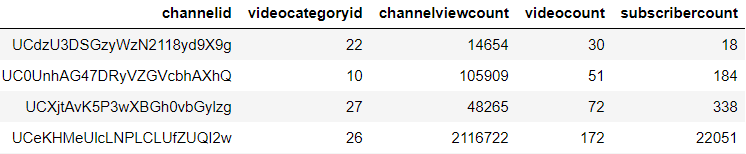 channelid videocategoryid channelviewcount videocount subscribercount
UCdzU3DSGzyWzN2118yd9X9g 22 14654 30 18
UC0UnhAG47DRyVZGVcbhAXhQ 10 105909 51 184
UCXjtAvK5P3wXBGh0vbGylzg 27 48265 72 338
UCeKHMeUlcLNPLCLUfZUQI2w 26 2116722 172 22051